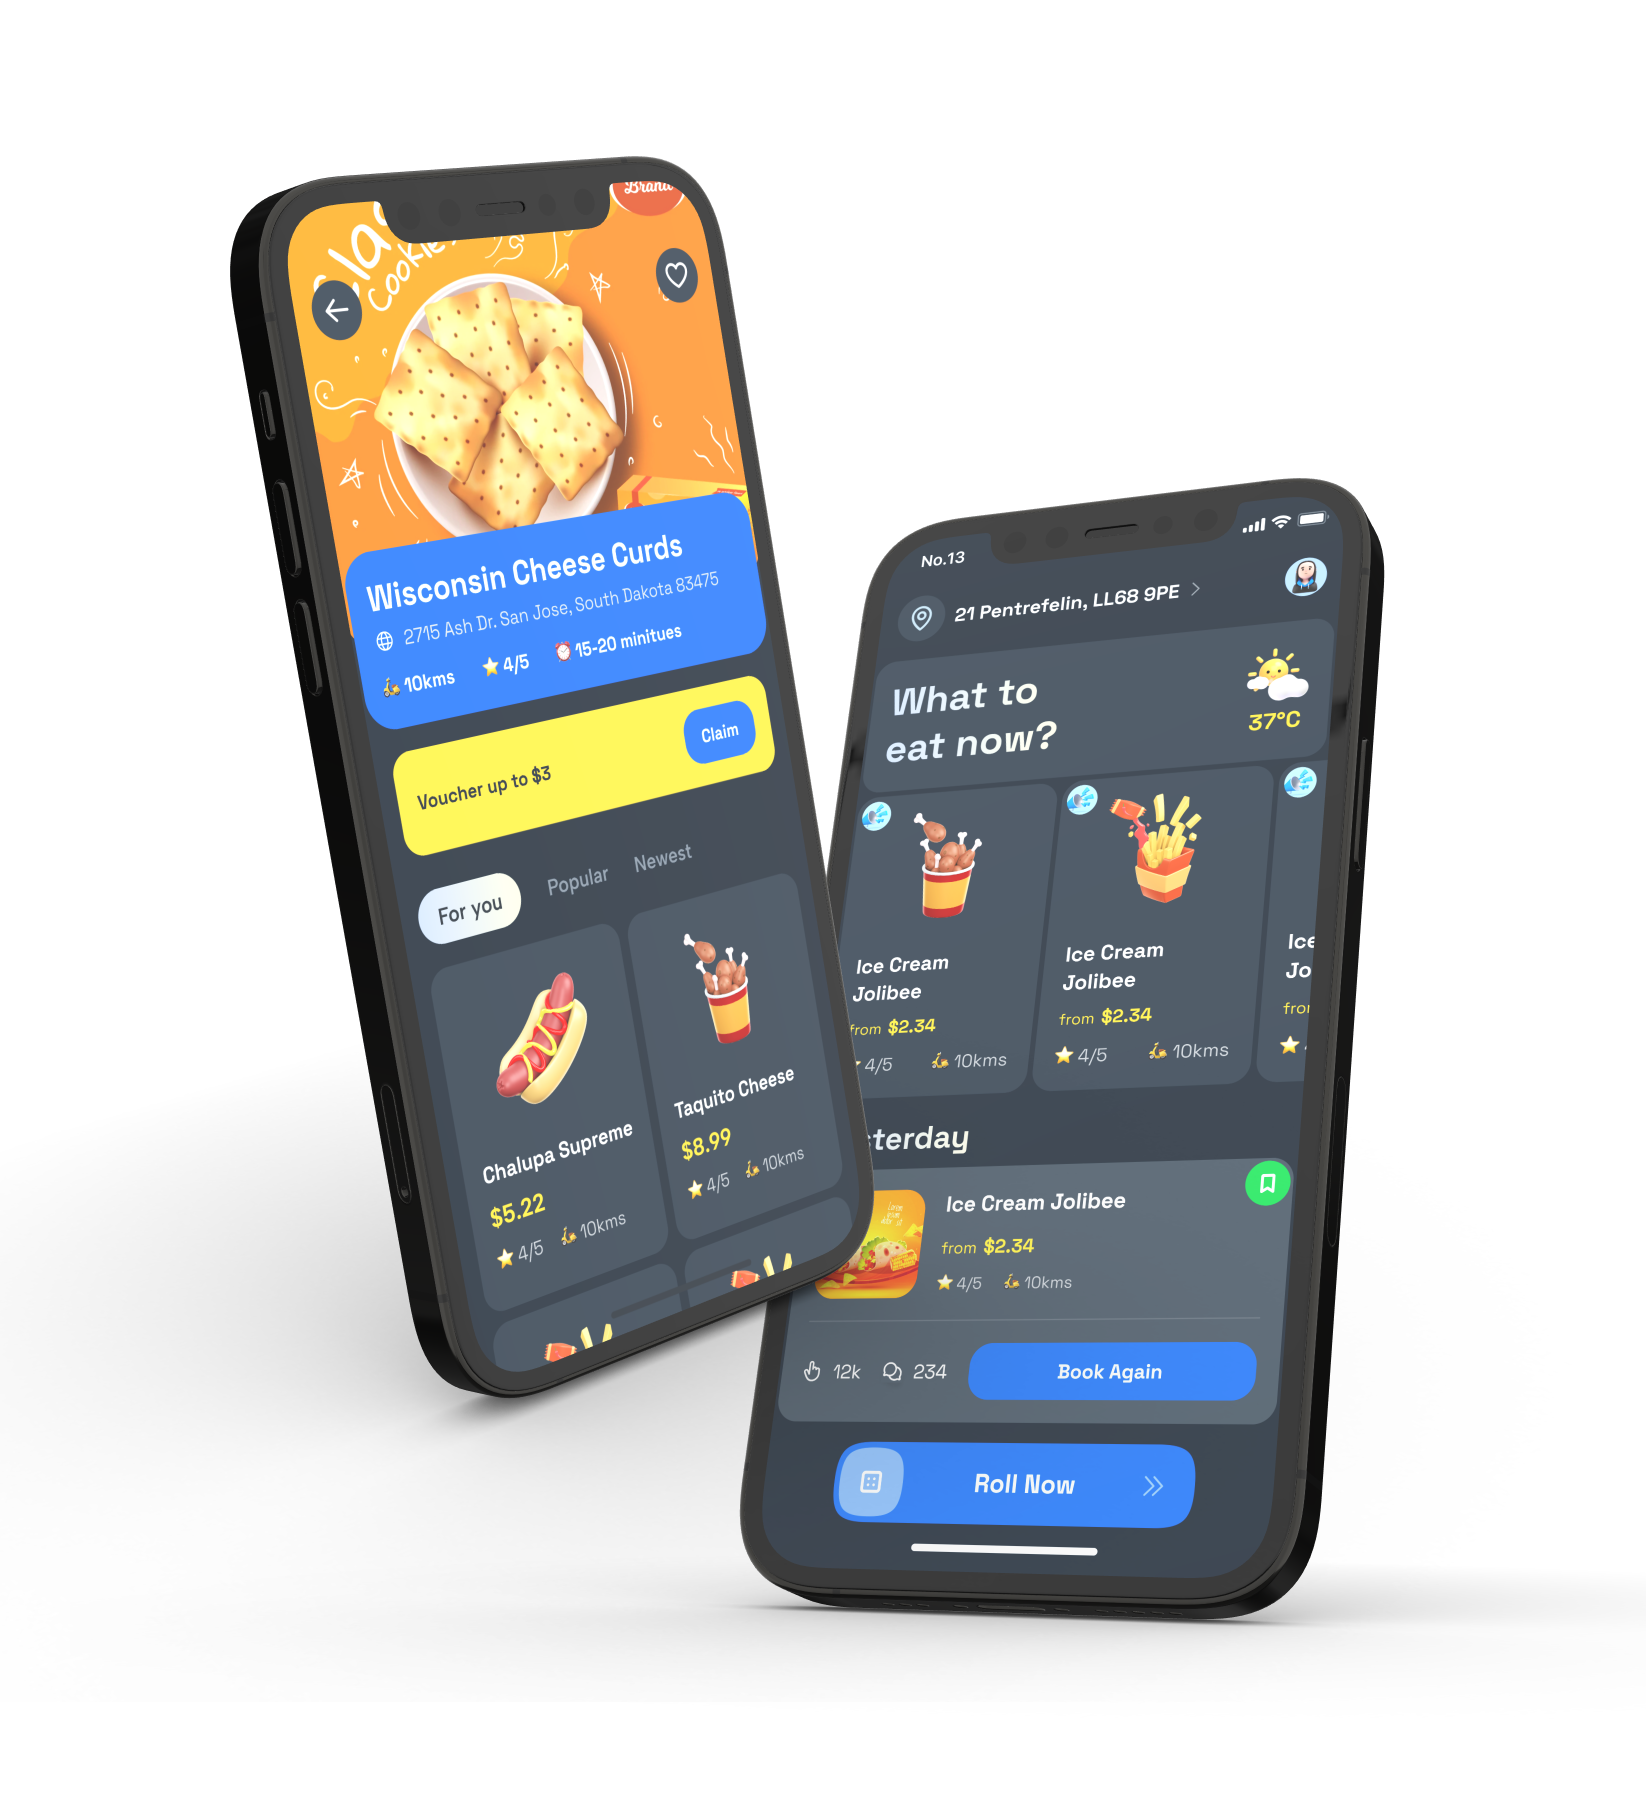 Cookies
Brand
Wisconsin Cheese Curds
2715 Ash Dr. San Jose, South Dakota 83475
10kms
4/5
15-20 minitues
Voucher up to $3
Claim
For you
Popular
Newest
Chalupa Supreme
$5.22
4/5
10kms
Taquito Cheese
$8.99
4/5
10kms
No.13
21 Pentrefelin, LL68 9PE
What to
eat now?
37°C
Ice Cream
Jolibee
from $2.34
4/5
10kms
Ice Cream
Jolibee
from $2.34
4/5
10kms
Ice
Jo
from
sterday
Ice Cream Jolibee
from $2.34
4/5
10kms
12k
234
Book Again
Roll Now